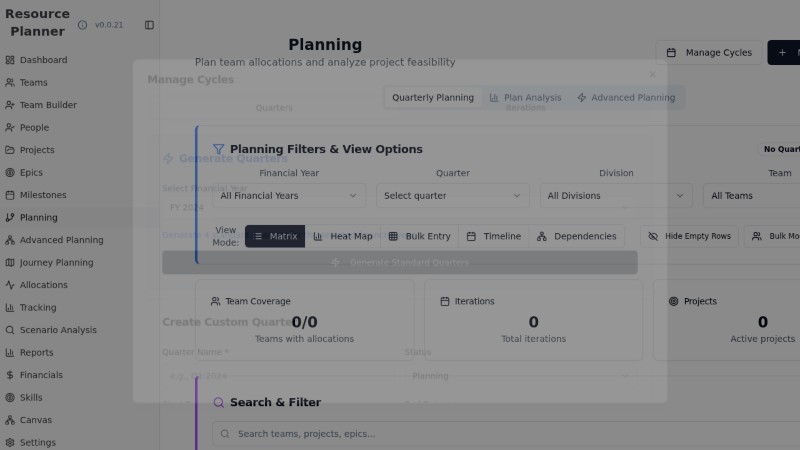 Resource
Planner
v0.0.21
Dashboard
Teams
Team Builder
People
Projects
Epics
Milestones
Planning
Advanced Planning
Journey Planning
Allocations
Tracking
Scenario Analysis
Reports
Financials
Skills
Canvas
Settings
Planning
Plan team allocations and analyze project feasibility
Manage Cycles
Quarterly Planning
Plan Analysis
Advanced Planning
Planning Filters & View Options
No Quart
Financial Year
Quarter
Division
Team
All Financial Years
Select quarter
All Divisions
All Teams
View
Mode:
Matrix
Heat Map
Bulk Entry
Timeline
Dependencies
Hide Empty Rows
Bulk Mo
Team Coverage
0/0
Teams with allocations
Iterations
0
Total iterations
Projects
0
Active projects
Search & Filter
Search teams, projects, epics...
Manage Cycles
Quarters
Iterations
Generate Quarters
Select Financial Year
FY 2024
Generate Standard Quarters
Create Custom Quarte
Quarter Name *
Status
Planning